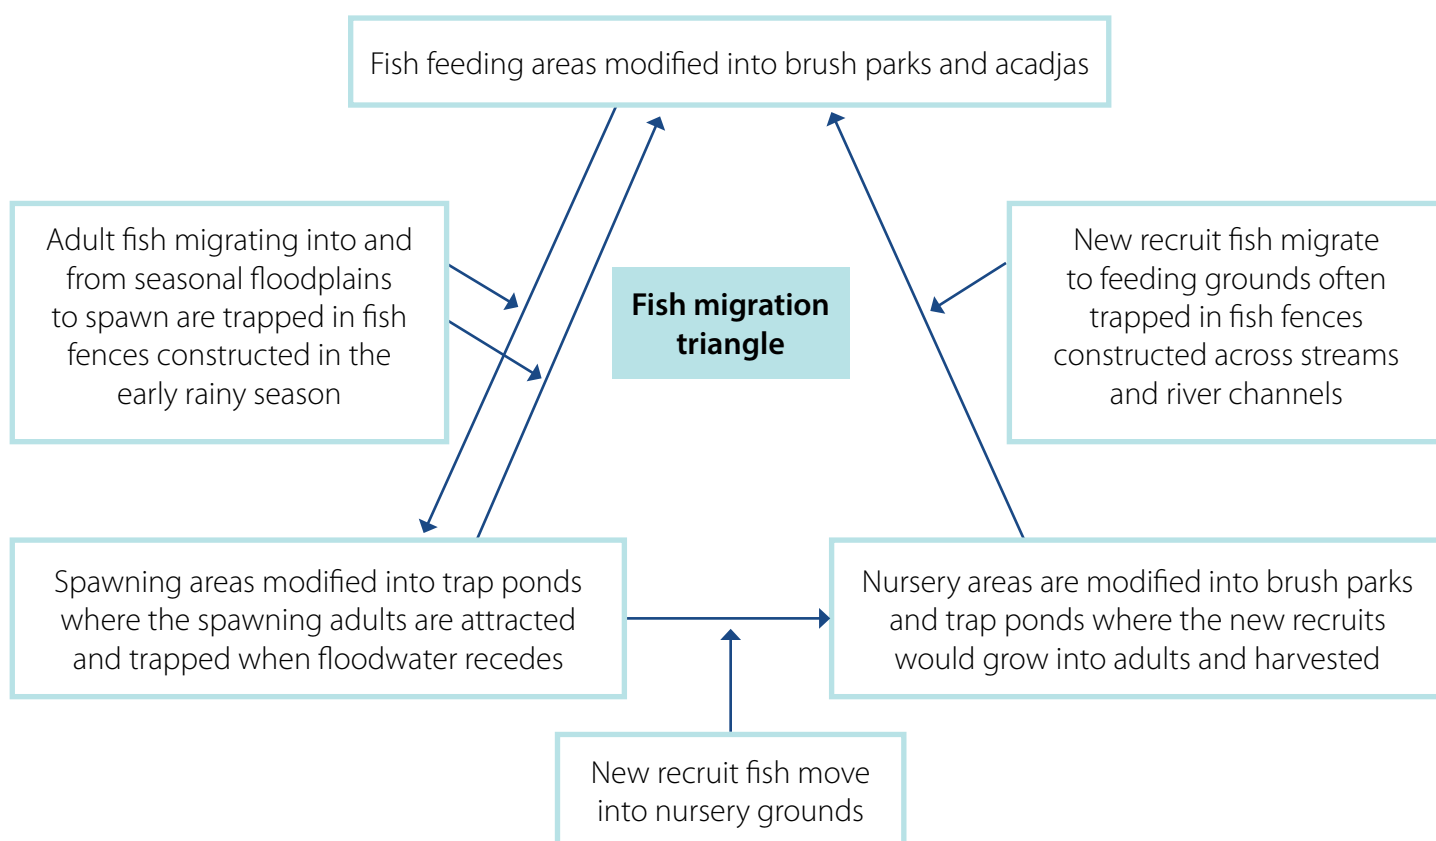 Fish feeding areas modified into brush parks and acadjas
Adult fish migrating into and
from seasonal floodplains
to spawn are trapped in fish
fences constructed in the
early rainy season
Fish migration
triangle
New recruit fish migrate
to feeding grounds often
trapped in fish fences
constructed across streams
and river channels
Spawning areas modified into trap ponds
where the spawning adults are attracted
and trapped when floodwater recedes
Nursery areas are modified into brush parks
and trap ponds where the new recruits
would grow into adults and harvested
New recruit fish move
into nursery grounds